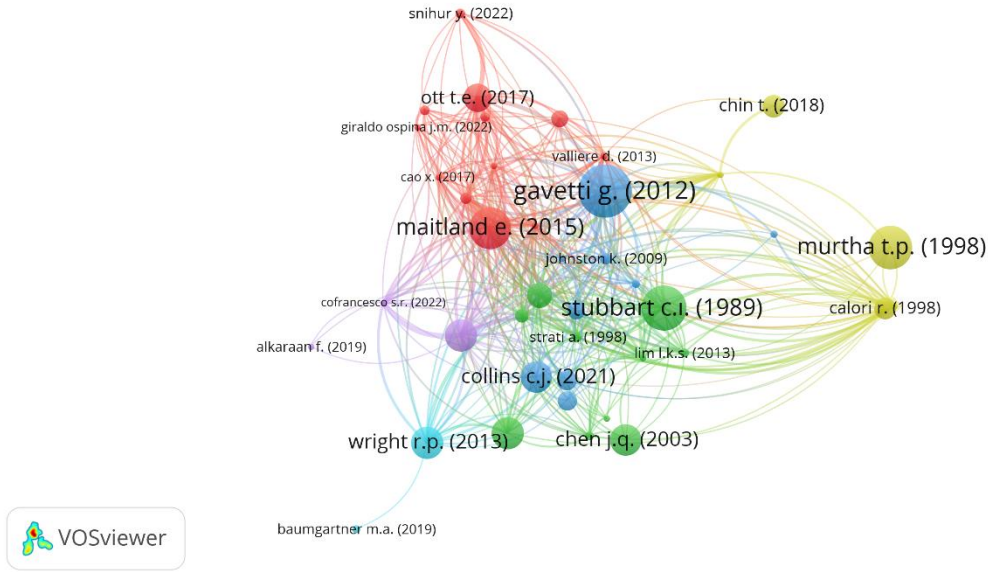 snihur y. (2022)
ott t.e. (2017)
chin t. (2018)
giraldo ospina j.m. (2022)
valliere d. (2013)
cao x. (2017)
gavetti g. (2012)
maitland e. (2015)
murtha t.p. (1998)
johnston k. (2009)
cofrancesco s.r. (2022)
stubbart c.ı. (1989)
calori r. (1998)
strati a. (1998)
alkaraan f. (2019)
lim l.k.s. (2013)
collins c.j. (2021)
wright r.p. (2013)
chen j.q. (2003)
baumgartner m.a. (2019)
VOSviewer